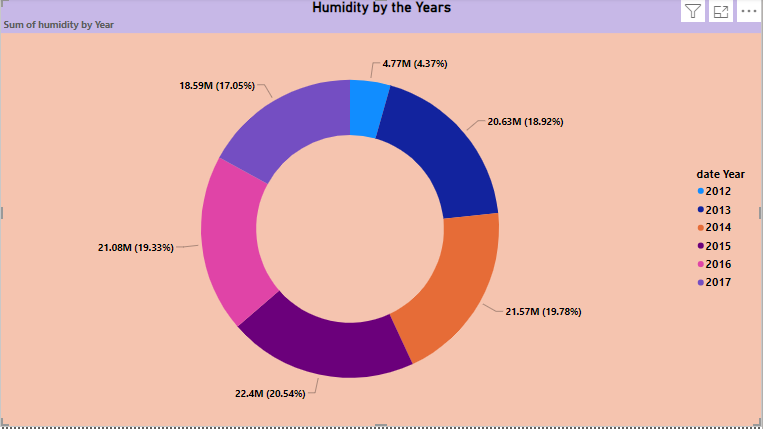 Humidity by the Years
Sum of humidity by Year
4.77M (4.37%)
18.59M (17.05%)
20.63M (18.92%)
date Year
2012
2013
2014
2015
2016
2017
21.08M (19.33%)
21.57M (19.78%)
22.4M (20.54%)